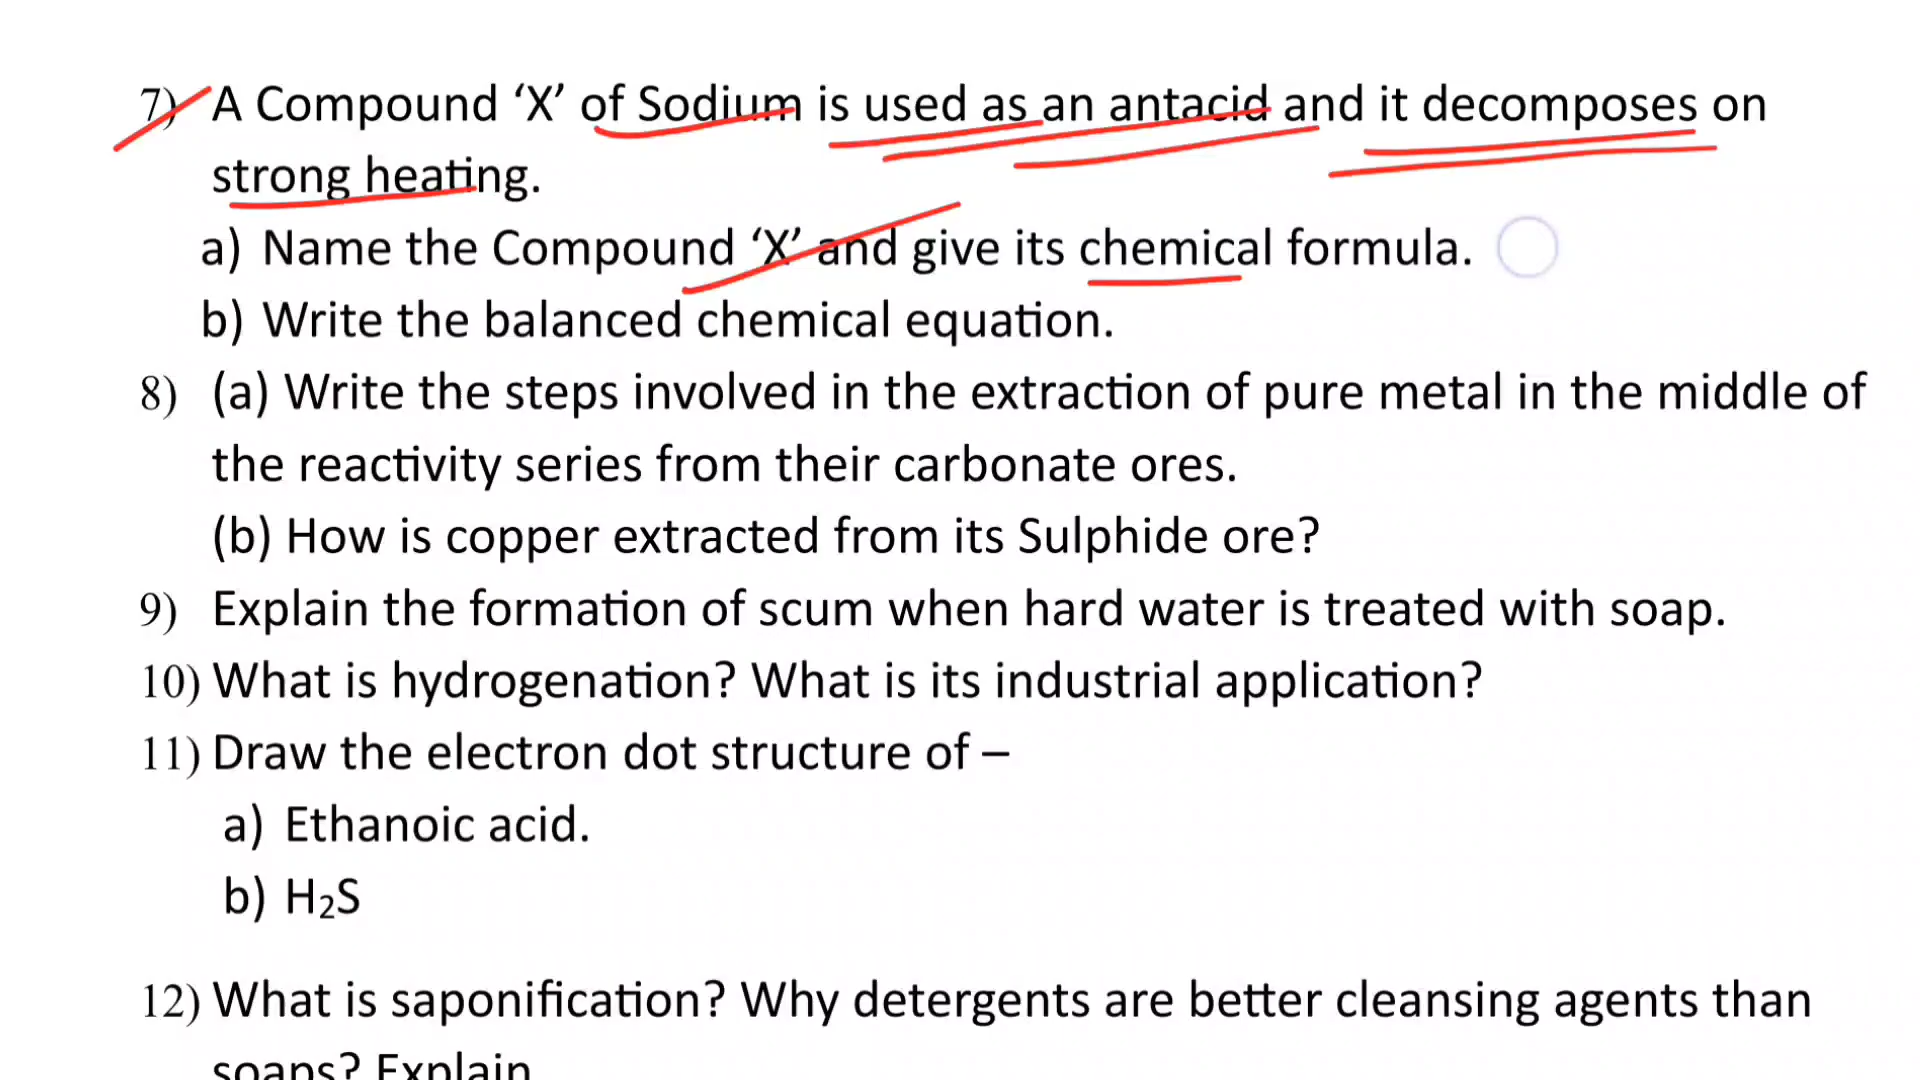 7) A Compound ‘X’ of Sodium is used as an antacid and it decomposes on
strong heating.
a) Name the Compound ‘X’ and give its chemical formula.
b) Write the balanced chemical equation.
8) (a) Write the steps involved in the extraction of pure metal in the middle of
the reactivity series from their carbonate ores.
(b) How is copper extracted from its Sulphide ore?
9) Explain the formation of scum when hard water is treated with soap.
10) What is hydrogenation? What is its industrial application?
11) Draw the electron dot structure of –
a) Ethanoic acid.
b) H₂S
12) What is saponification? Why detergents are better cleansing agents than
soaps? Explain